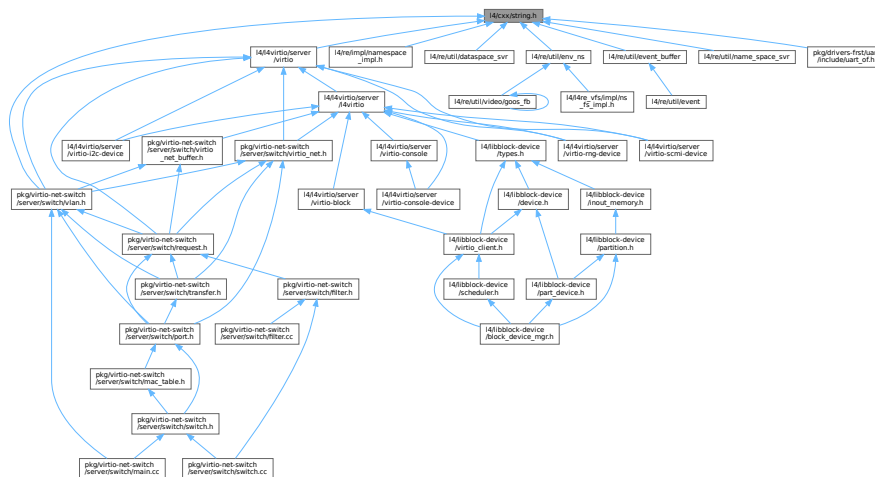 l4/cxx/string.h
l4/l4virtio/server
/virtio
l4/re/impl/namespace
_impl.h
l4/re/util/dataspace_svr
l4/re/util/env_ns
l4/re/util/event_buffer
l4/re/util/name_space_svr
pkg/drivers-frst/uar
include/uart_of.h
l4/l4virtio/server
/l4virtio
l4/re/util/video/goos_fb
l4/l4re_vfs/impl/ns
_fs_impl.h
l4/re/util/event
l4/l4virtio/server
/virtio-i2c-device
pkg/virtio-net-switch
/server/switch/virtio
_net_buffer.h
pkg/virtio-net-switch
/server/switch/virtio_net.h
l4/l4virtio/server
/virtio-console
l4/libblock-device
/types.h
l4/l4virtio/server
/virtio-rng-device
l4/l4virtio/server
/virtio-scmi-device
pkg/virtio-net-switch
/server/switch/vlan.h
l4/l4virtio/server
/virtio-block
l4/l4virtio/server
/virtio-console-device
l4/libblock-device
/device.h
l4/libblock-device
/inout_memory.h
pkg/virtio-net-switch
/server/switch/request.h
l4/libblock-device
/virtio_client.h
l4/libblock-device
/partition.h
pkg/virtio-net-switch
/server/switch/transfer.h
pkg/virtio-net-switch
/server/switch/filter.h
l4/libblock-device
/scheduler.h
l4/libblock-device
/part_device.h
pkg/virtio-net-switch
/server/switch/port.h
pkg/virtio-net-switch
/server/switch/filter.cc
l4/libblock-device
/block_device_mgr.h
pkg/virtio-net-switch
/server/switch/mac_table.h
pkg/virtio-net-switch
/server/switch/switch.h
pkg/virtio-net-switch
/server/switch/main.cc
pkg/virtio-net-switch
/server/switch/switch.cc